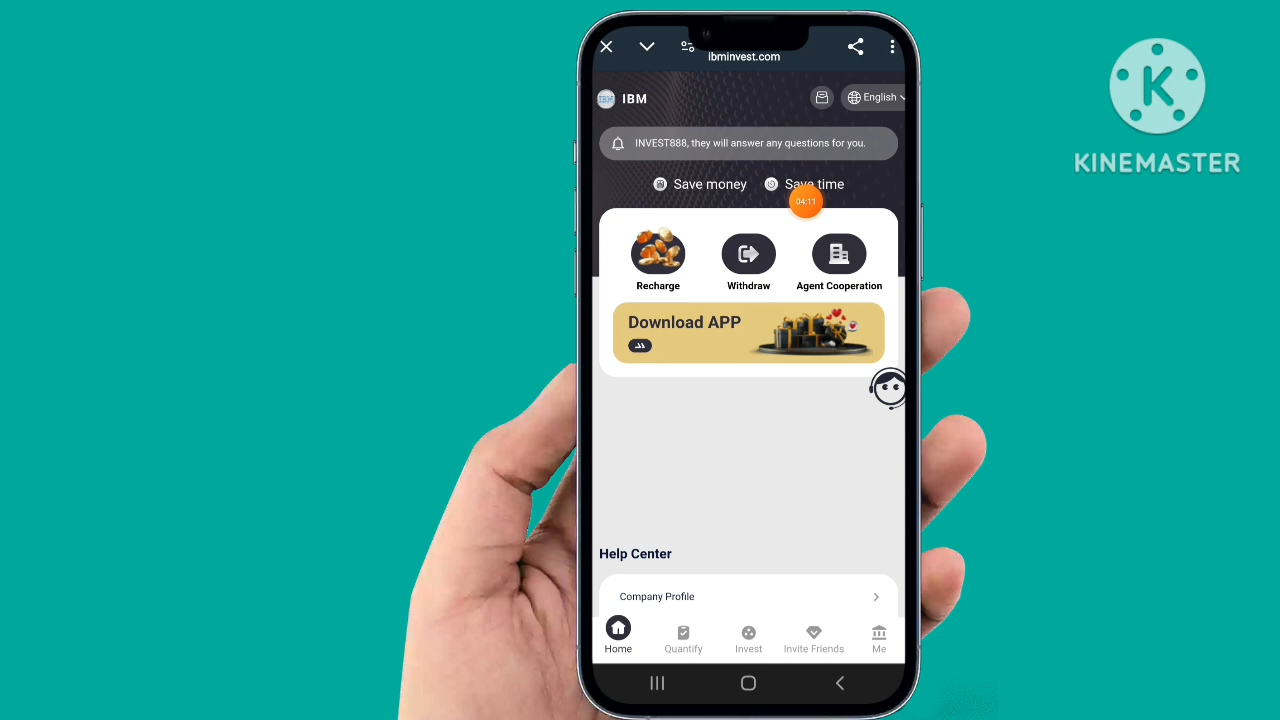 ibminvest.com
IBM
English
INVEST888, they will answer any questions for you.
Save money
Save time
04:11
Recharge
Withdraw
Agent Cooperation
Download APP
Help Center
Company Profile
Home
Quantify
Invest
Invite Friends
Me
K
KINEMASTER